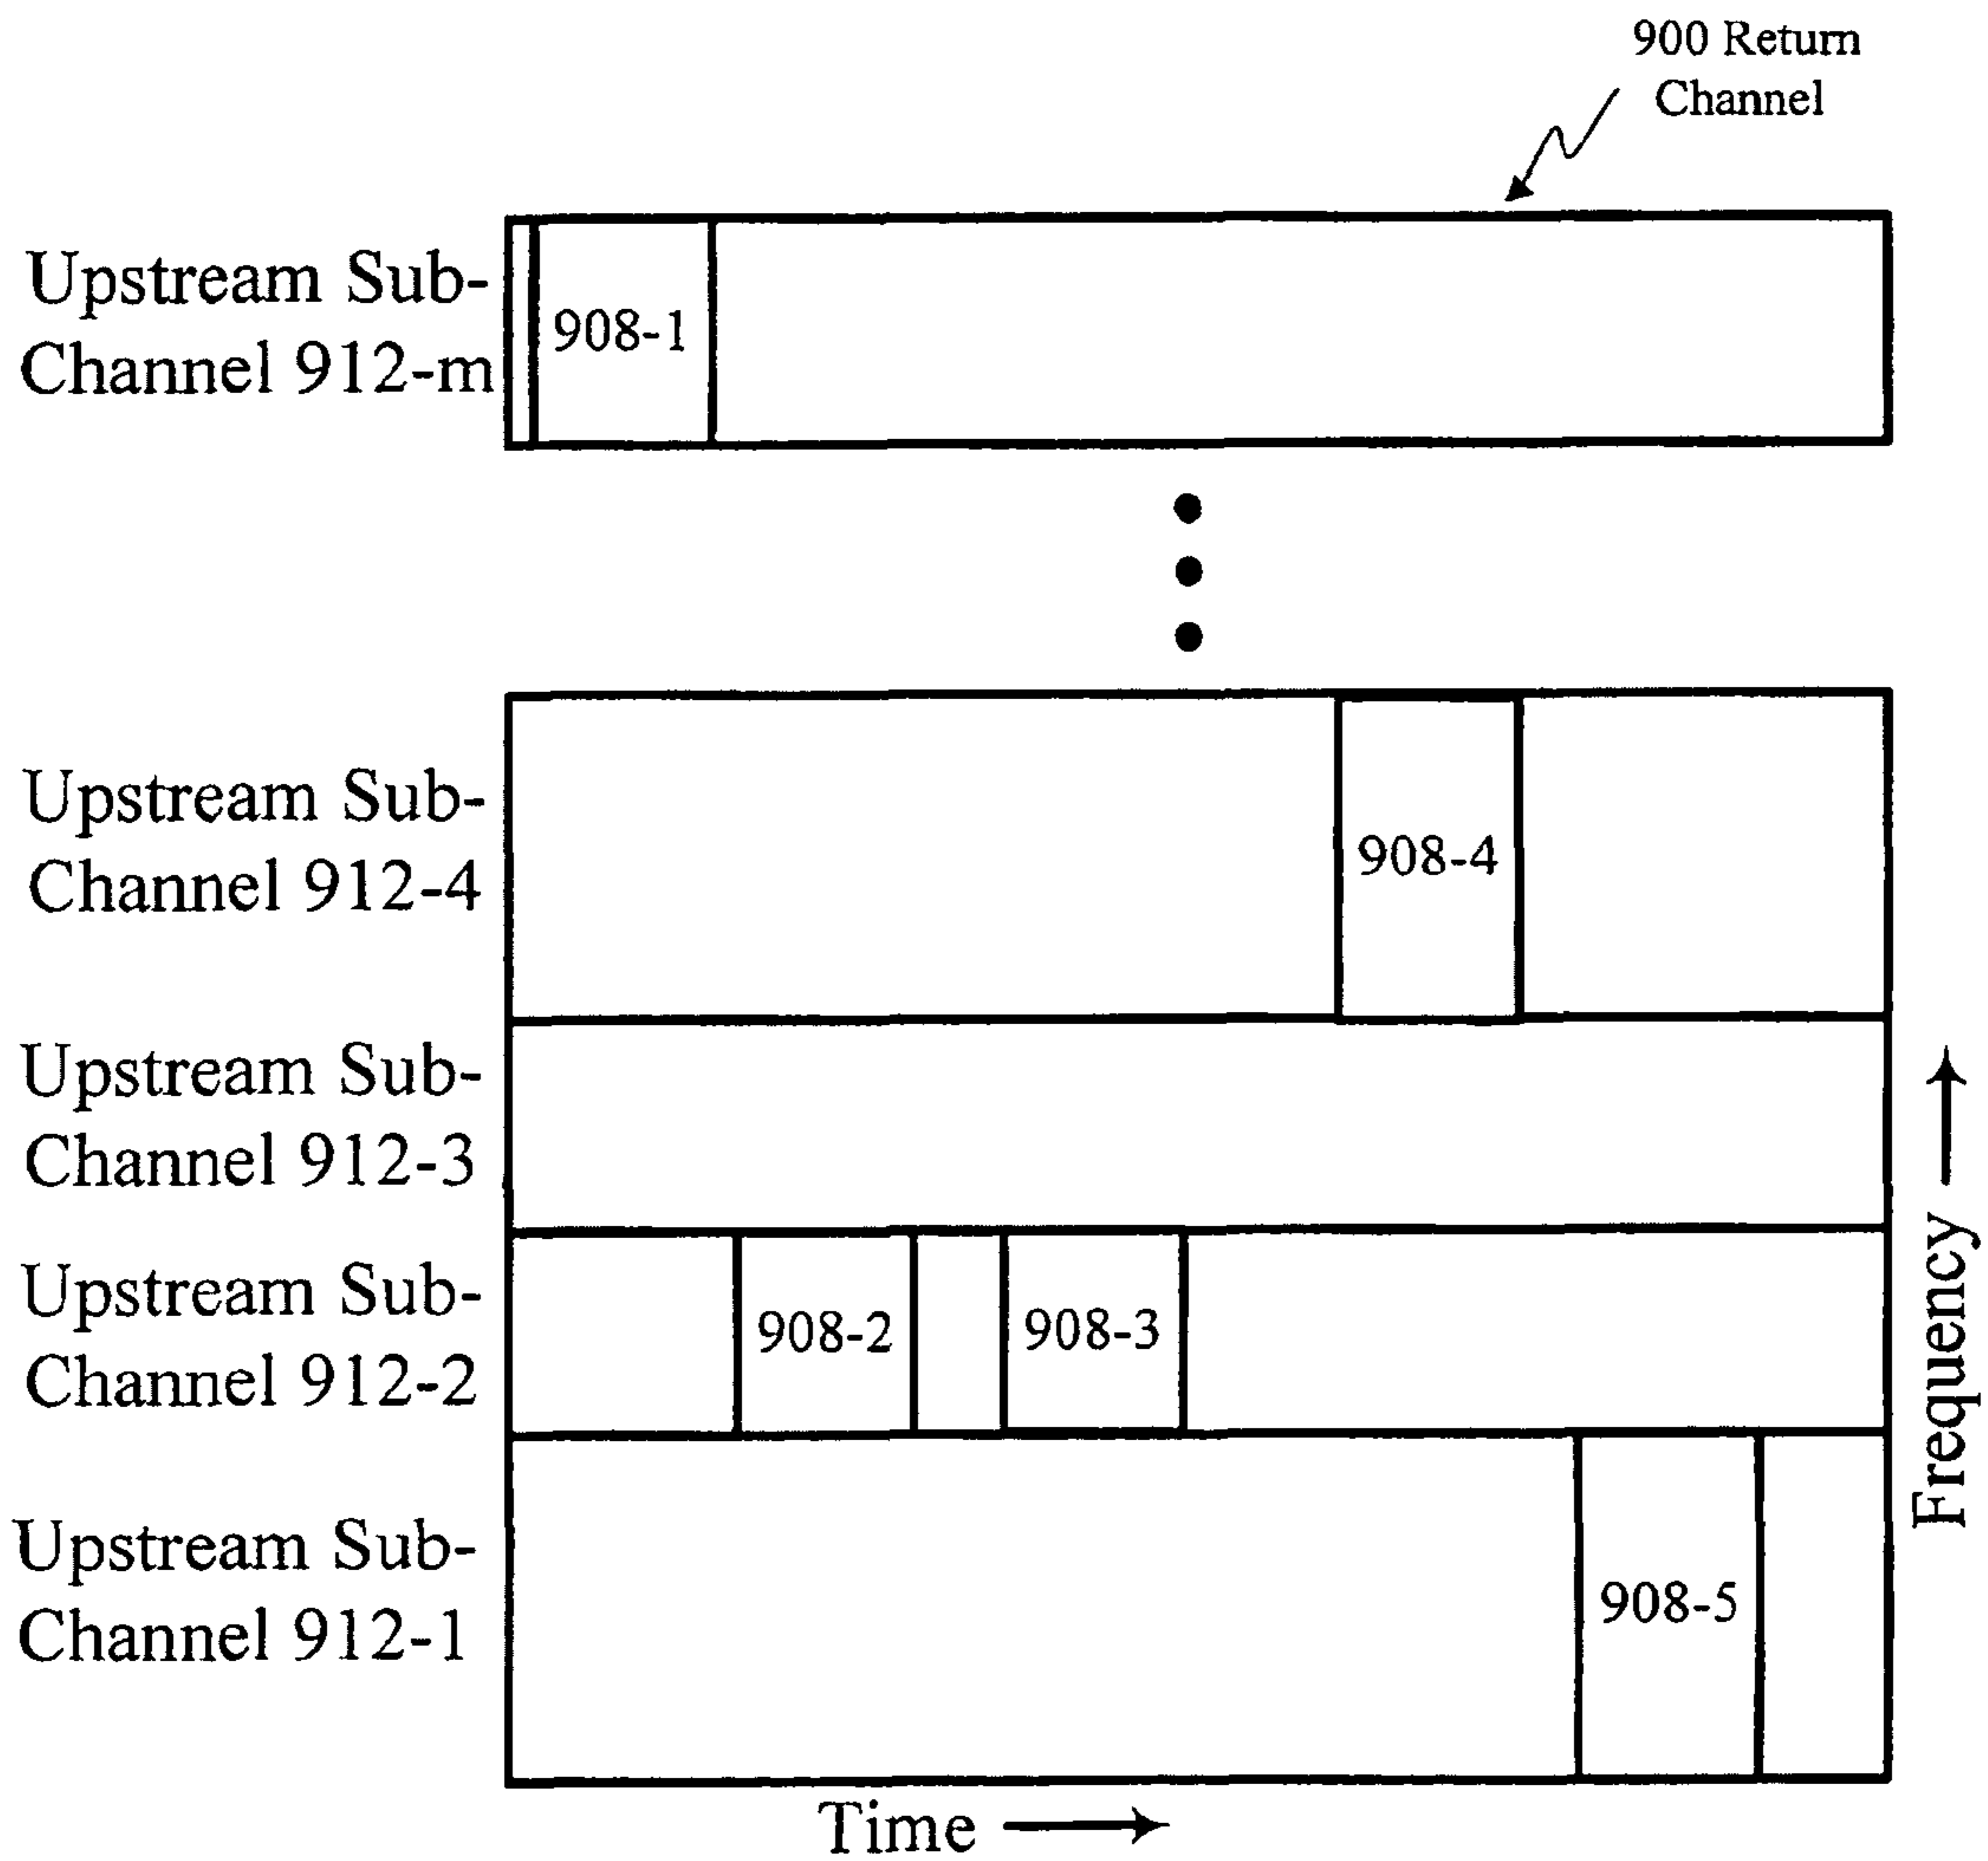 900 Return
Channel
Upstream Sub-
Channel 912-m
908-1
Upstream Sub-
Channel 912-4
908-4
Upstream Sub-
Channel 912-3
Upstream Sub-
Channel 912-2
908-2
908-3
Upstream Sub-
Channel 912-1
908-5
Frequency
Time